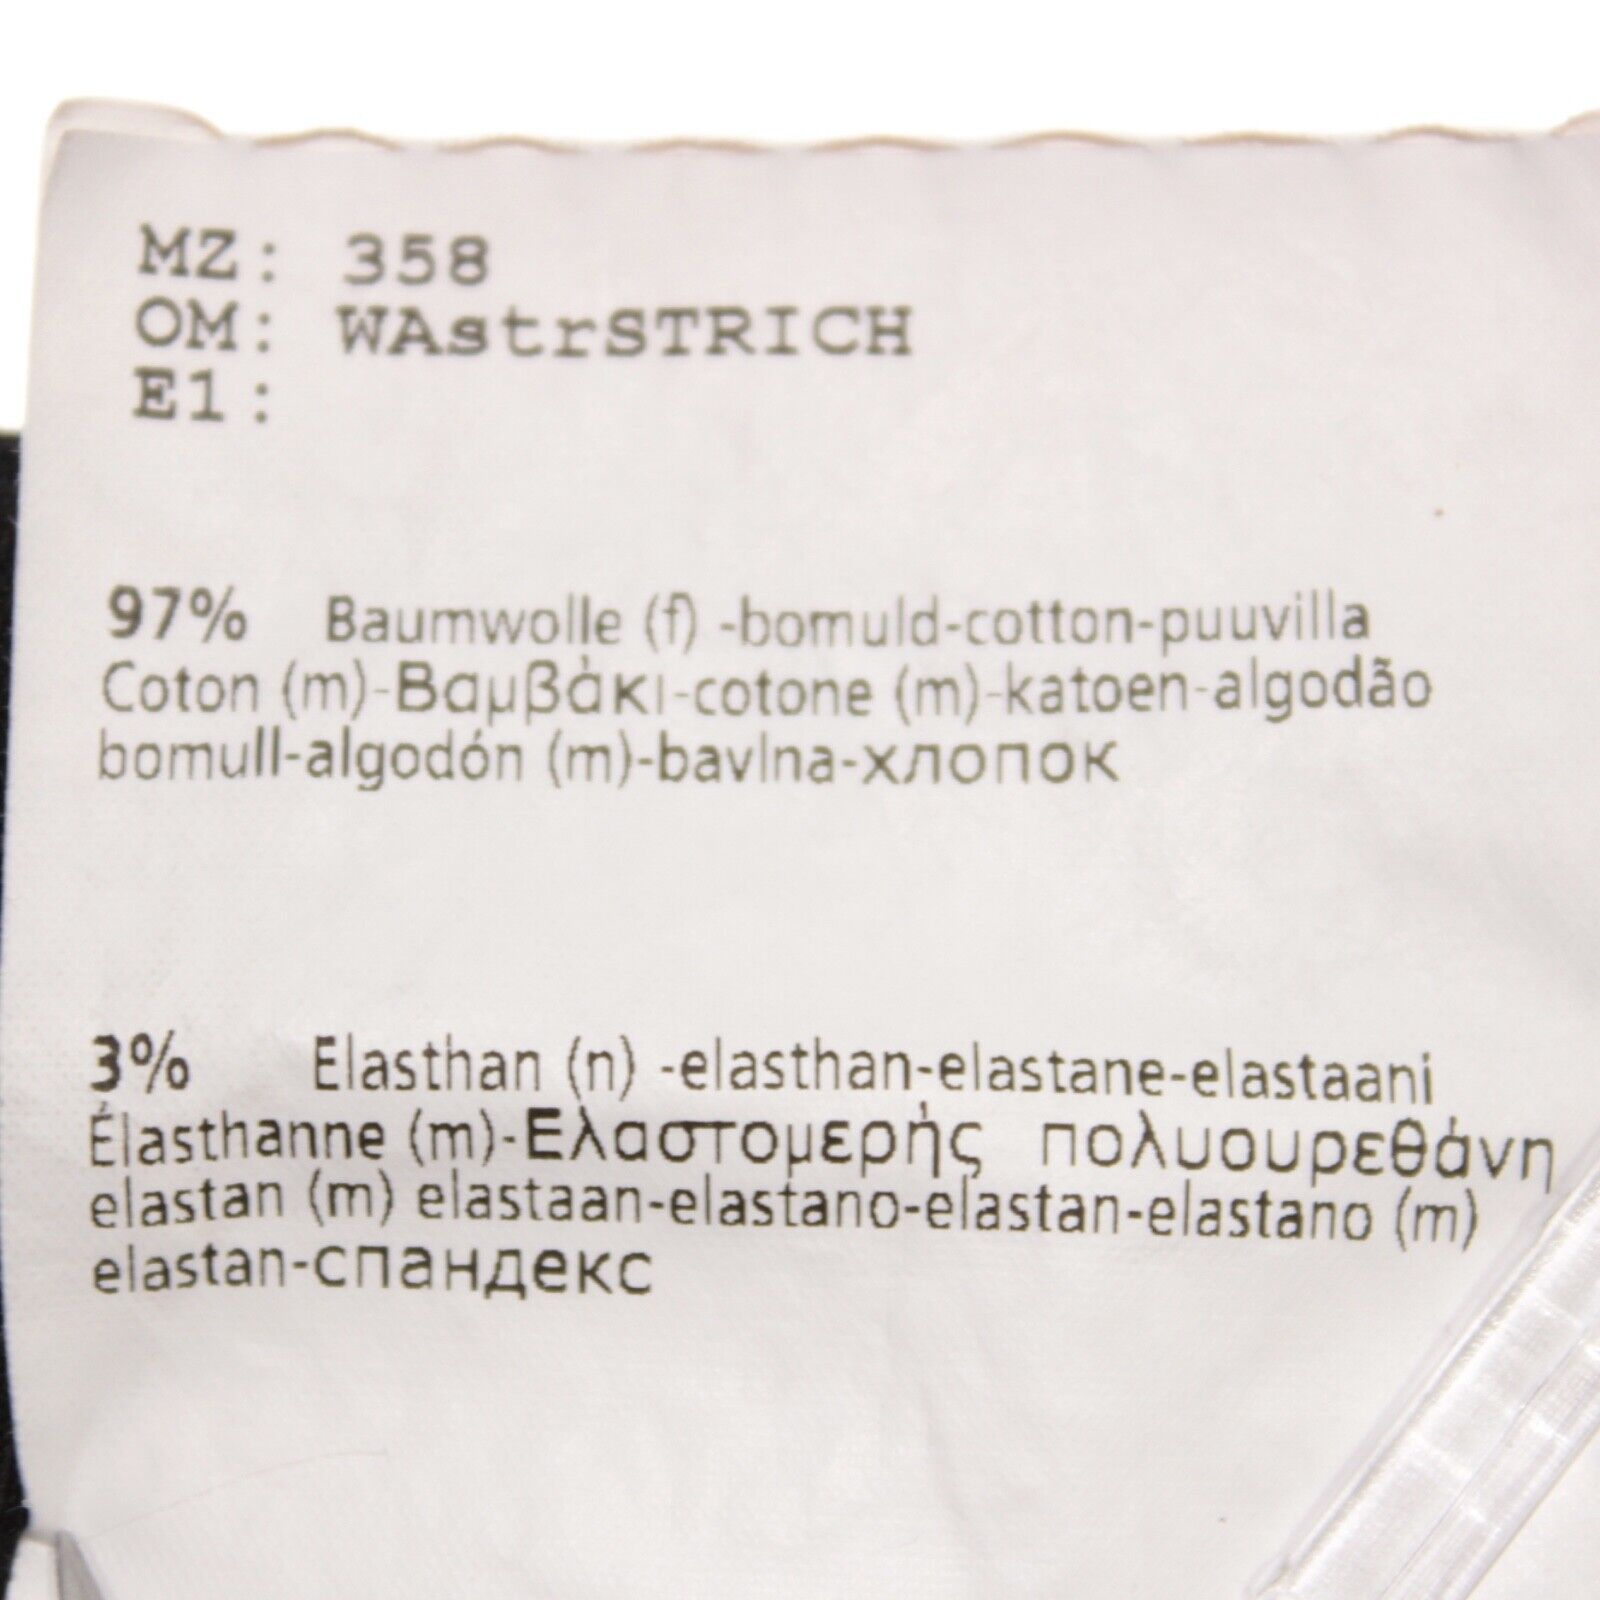 MZ: 358
OM: WAstrSTRICH
E1:
97% Baumwolle (f) -bomuld-cotton-puuvilla
Coton (m)-Βαμβάκι-cotone (m)-katoen-algodão
bomull-algodón (m)-bavlna-хлопок
3% Elasthan (n) -elasthan-elastane-elastaani
Élasthanne (m)-Ελαστομερής πολυουρεθάνη
elastan (m) elastaan-elastano-elastan-elastano (m)
elastan-спандекс